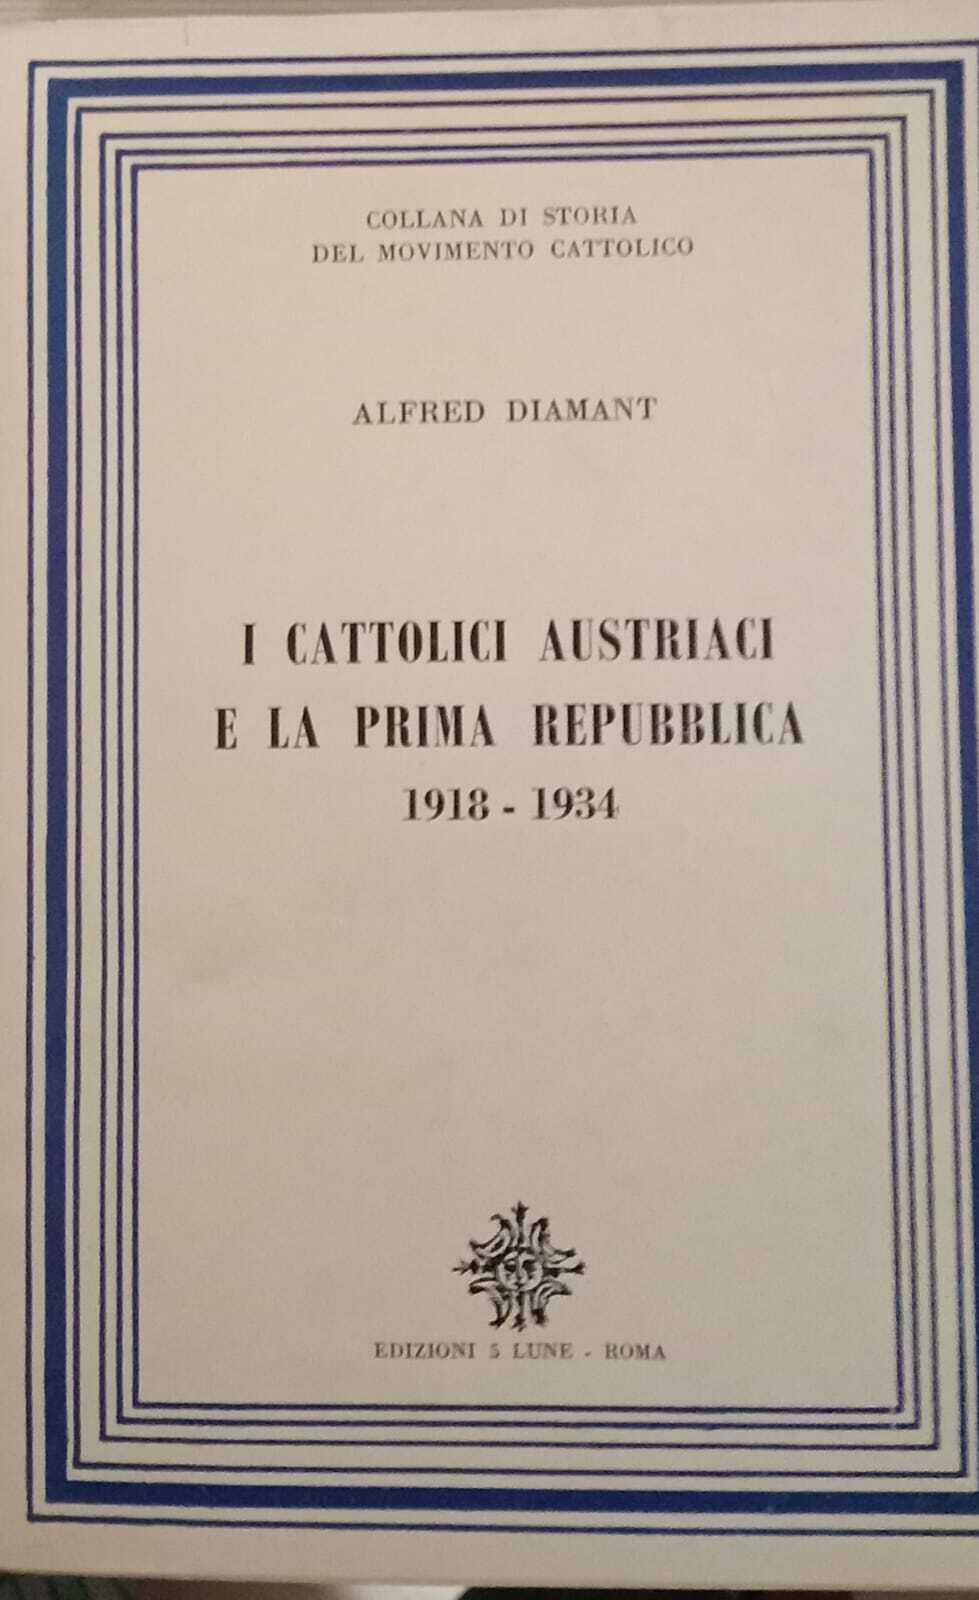 COLLANA DI STORIA
DEL MOVIMENTO CATTOLICO
ALFRED DIAMANT
I CATTOLICI AUSTRIACI
E LA PRIMA REPUBBLICA
1918 - 1934
EDIZIONI 5 LUNE - ROMA